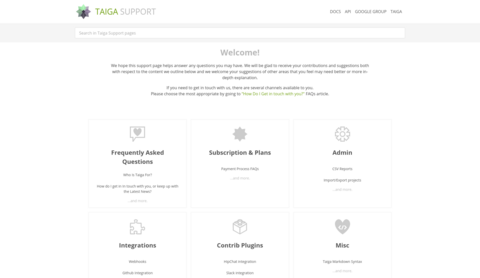 TAIGA SUPPORT
DOCS API GOOGLE GROUP TAIGA
Search in Taiga Support pages
Welcome!
We hope this support page helps answer any questions you may have. We will be glad to receive your contributions and suggestions both
with respect to the content we outline below and we welcome your suggestions of other areas that you feel may need better or more in-
depth explanation.
If you need to get in touch with us, there are several channels available to you.
Please choose the most appropriate by going to "How Do I Get in touch with you?" FAQs article.
Frequently Asked
Questions
Who is Taiga for?
How do I get in touch with you, or keep up with
the Latest News?
...and more
Subscription & Plans
Payment Process FAQs
...and more
Admin
CSV Reports
Import/Export projects
...and more
Integrations
Webhooks
Github integration
Contrib Plugins
HipChat integration
Slack integration
Misc
Taiga Markdown Syntax
...and more